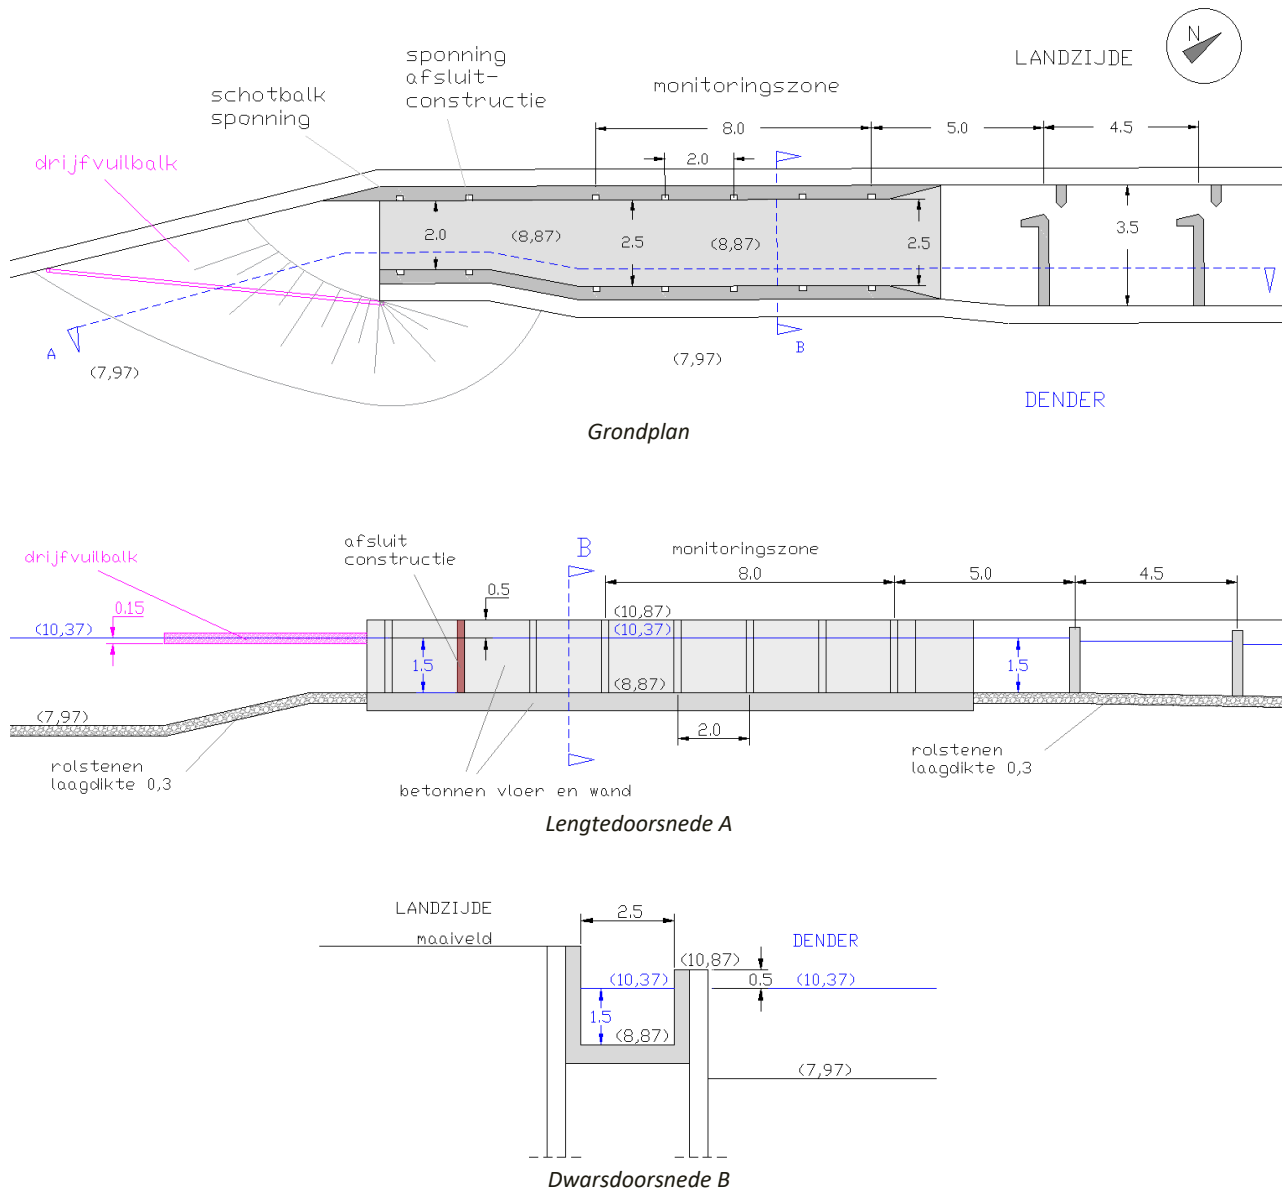 N
LANDZIJDE
sponning
afsluit-
constructie
monitoringszone
schotbalk
sponning
8.0
5.0
4.5
2.0
drijfvuilbalk
2.0
(8,87)
2.5
(8,87)
2.5
3.5
A
B
(7,97)
(7,97)
DENDER
Grondplan
afsluit
constructie
B
monitoringszone
drijfvuilbalk
8.0
5.0
4.5
0.5
0.15
(10,87)
(10,37)
(10,37)
1.5
1.5
(8,87)
(7,97)
2.0
rolstenen
laagdikte 0,3
rolstenen
laagdikte 0,3
betonnen vloer en wand
Lengtedoorsnede A
LANDZIJDE
2.5
maaiveld
DENDER
(10,87)
(10,37)
0.5
(10,37)
1.5
(8,87)
(7,97)
Dwarsdoorsnede B